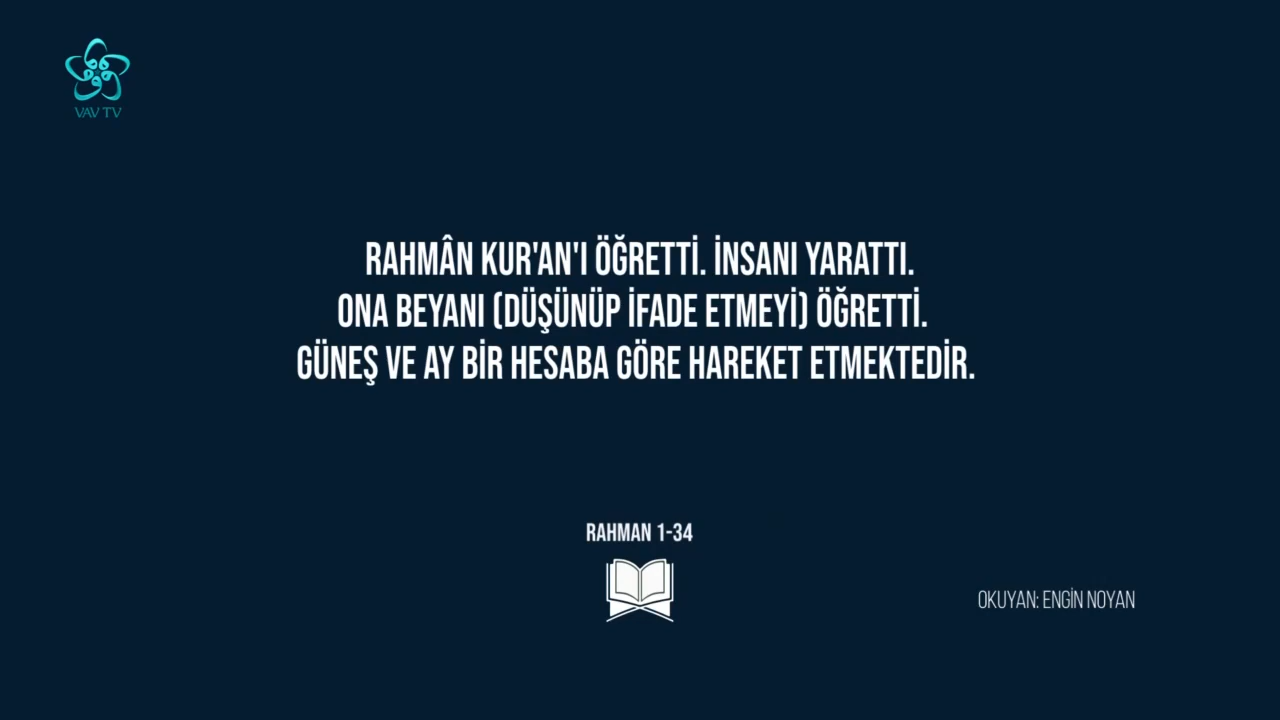 VAV TV
RAHMÂN KUR'AN'I ÖĞRETTİ. İNSANI YARATTI.
ONA BEYANI (DÜŞÜNÜP İFADE ETMEYİ) ÖĞRETTİ.
GÜNEŞ VE AY BİR HESABA GÖRE HAREKET ETMEKTEDİR.
RAHMAN 1-34
OKUYAN: ENGİN NOYAN